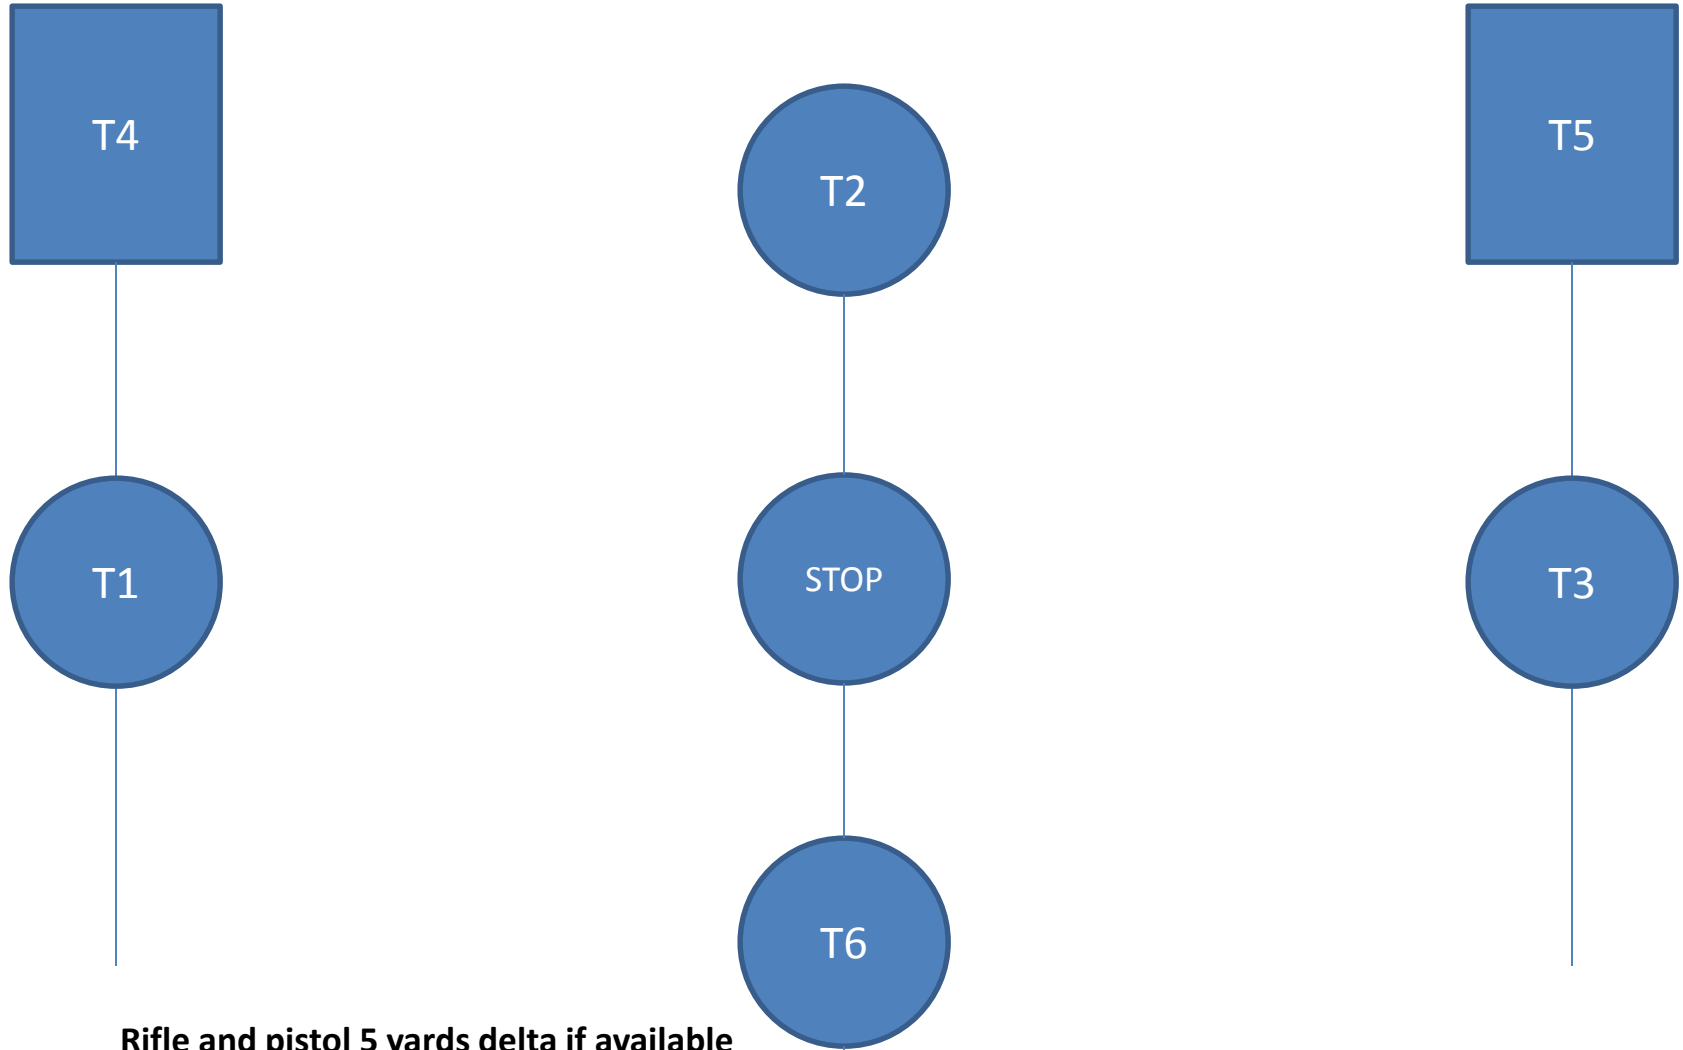 T4
T5
T2
T1
STOP
T3
T6
Rifle and pistol 5 yards delta if available